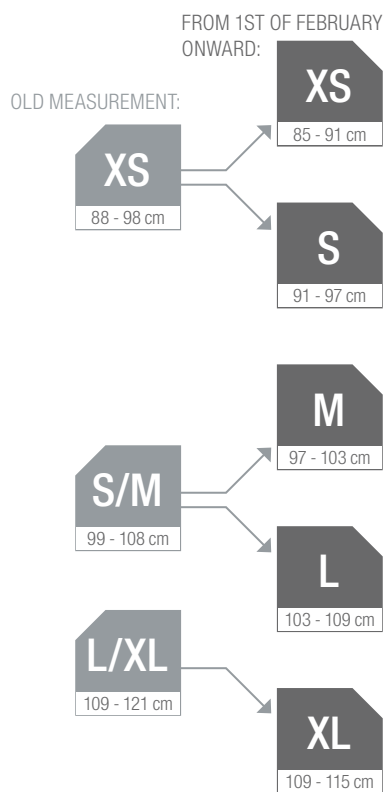 FROM 1ST OF FEBRUARY
ONWARD:
OLD MEASUREMENT:
XS
85 - 91 cm
XS
88 - 98 cm
S
91 - 97 cm
M
97 - 103 cm
S/M
99 - 108 cm
L
103 - 109 cm
L/XL
109 - 121 cm
XL
109 - 115 cm